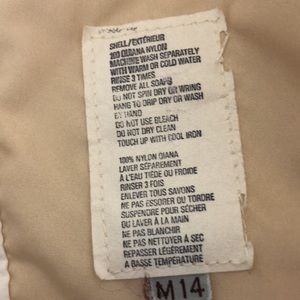 SHELL/EXTÉRIEUR
100 QUIANA NYLON
MACHINE WASH SEPARATELY
WITH WARM OR COLD WATER
RINSE 3 TIMES
REMOVE ALL SOAPS
DO NOT SPIN DRY OR WRING
HANG TO DRIP DRY OR WASH
BY HAND
DO NOT USE BLEACH
DO NOT DRY CLEAN
TOUCH UP WITH COOL IRON
100% NYLON QIANA
LAVER SÉPARÉMENT
À L'EAU TIÈDE OU FROIDE
RINSER 3 FOIS
ENLEVER TOUS SAVONS
NE PAS ESSORER OU TORDRE
SUSPENDRE POUR SÉCHER
OU LAVER À LA MAIN
NE PAS BLANCHIR
NE PAS NETTOYER À SEC
REPASSER LÉGÈREMENT
A BASSE TEMPÉRATURE
M 14